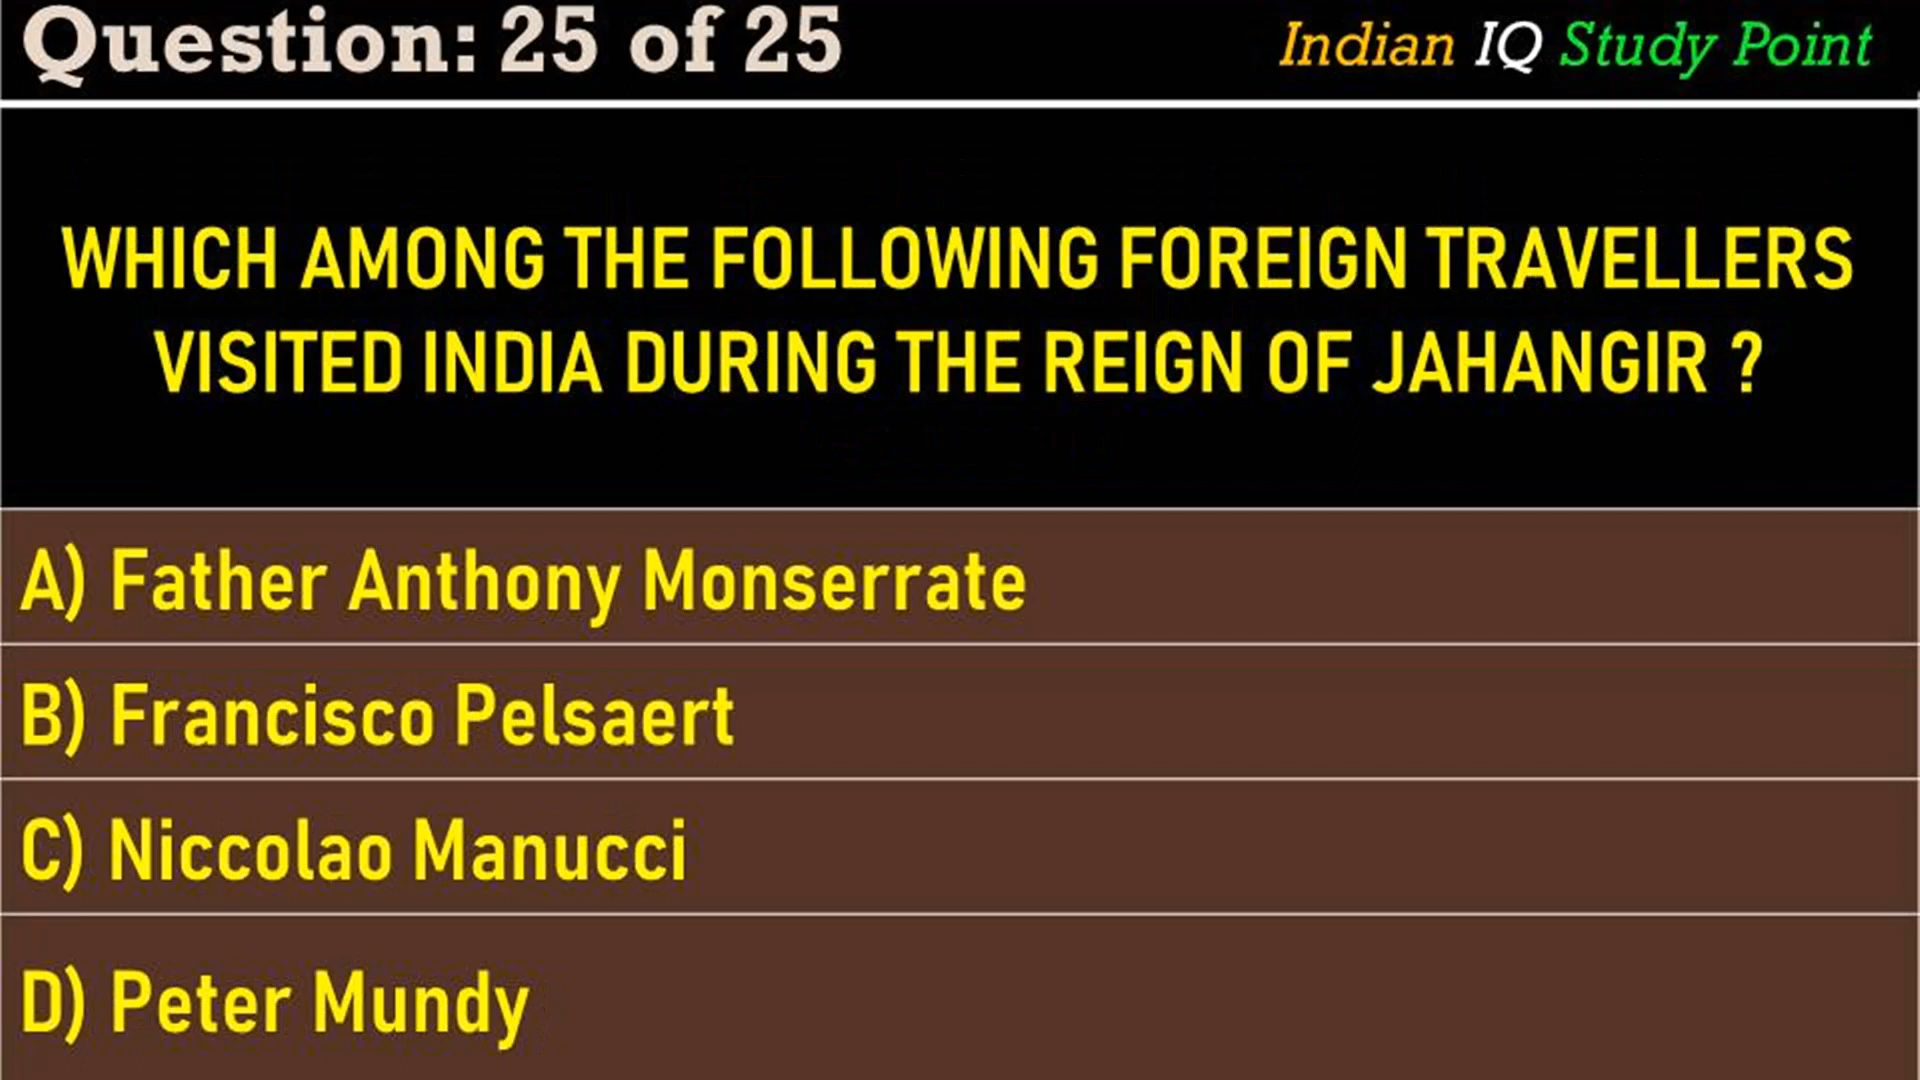 Question: 25 of 25
Indian IQ Study Point
WHICH AMONG THE FOLLOWING FOREIGN TRAVELLERS
VISITED INDIA DURING THE REIGN OF JAHANGIR ?
A) Father Anthony Monserrate
B) Francisco Pelsaert
C) Niccolao Manucci
D) Peter Mundy